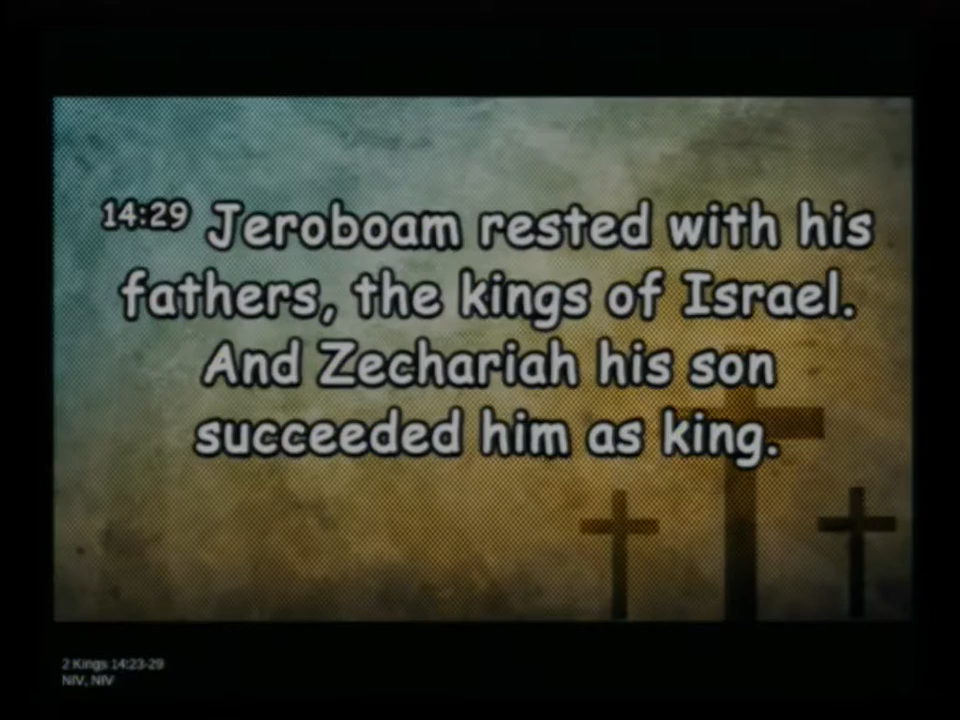 14:29 Jeroboam rested with his
fathers, the kings of Israel.
And Zechariah his son
succeeded him as king.
2 Kings 14:23-29
NIV, NIV